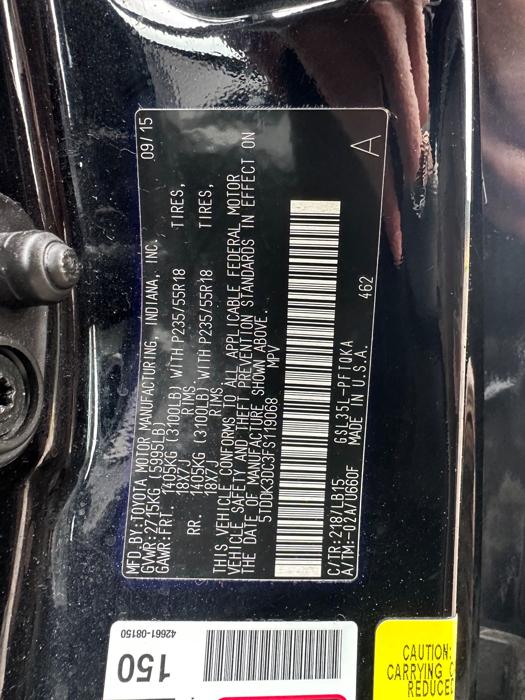 MFD.BY:TOYOTA MOTOR MANUFACTURING, INDIANA, INC. 09/15
GVWR:2715KG (5995LB)
GAWR:FRT. 1405KG (3100LB) WITH P235/55R18 TIRES,
18X7J RIMS,
RR. 1405KG (3100LB) WITH P235/55R18 TIRES,
18X7J RIMS.
THIS VEHICLE CONFORMS TO ALL APPLICABLE FEDERAL MOTOR
VEHICLE SAFETY AND THEFT PREVENTION STANDARDS IN EFFECT ON
THE DATE OF MANUFACTURE SHOWN ABOVE.
5TDDK3DC3FS119068 MPV
C/TR:218/LB15 GSL35L-PFTQKA 462
A/TM:-02A/U660F MADE IN U.S.A.
A
150
42661-08150
CAUTION:
CARRYING C
REDUCED